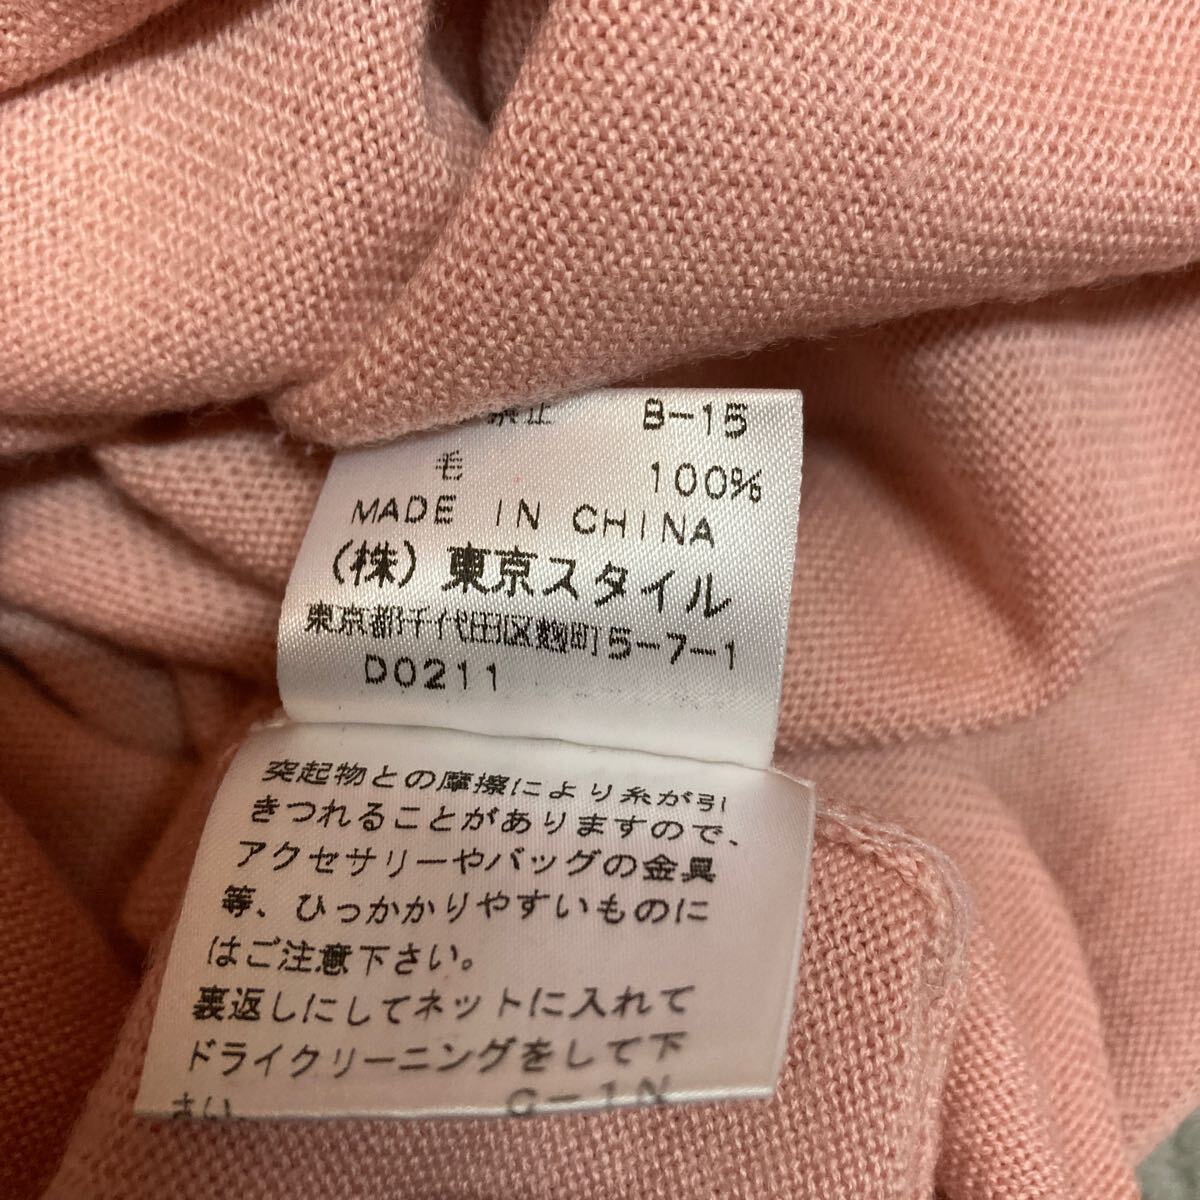 禁止 B-15
毛 100%
MADE IN CHINA
(株)東京スタイル
東京都千代田区麹町5-7-1
D0211
突起物との摩擦により糸が引
きつれることがありますので、
アクセサリーやバッグの金具
等、ひっかかりやすいものに
はご注意下さい。
裏返しにしてネットに入れて
ドライクリーニングをして下
さい。 G-1N